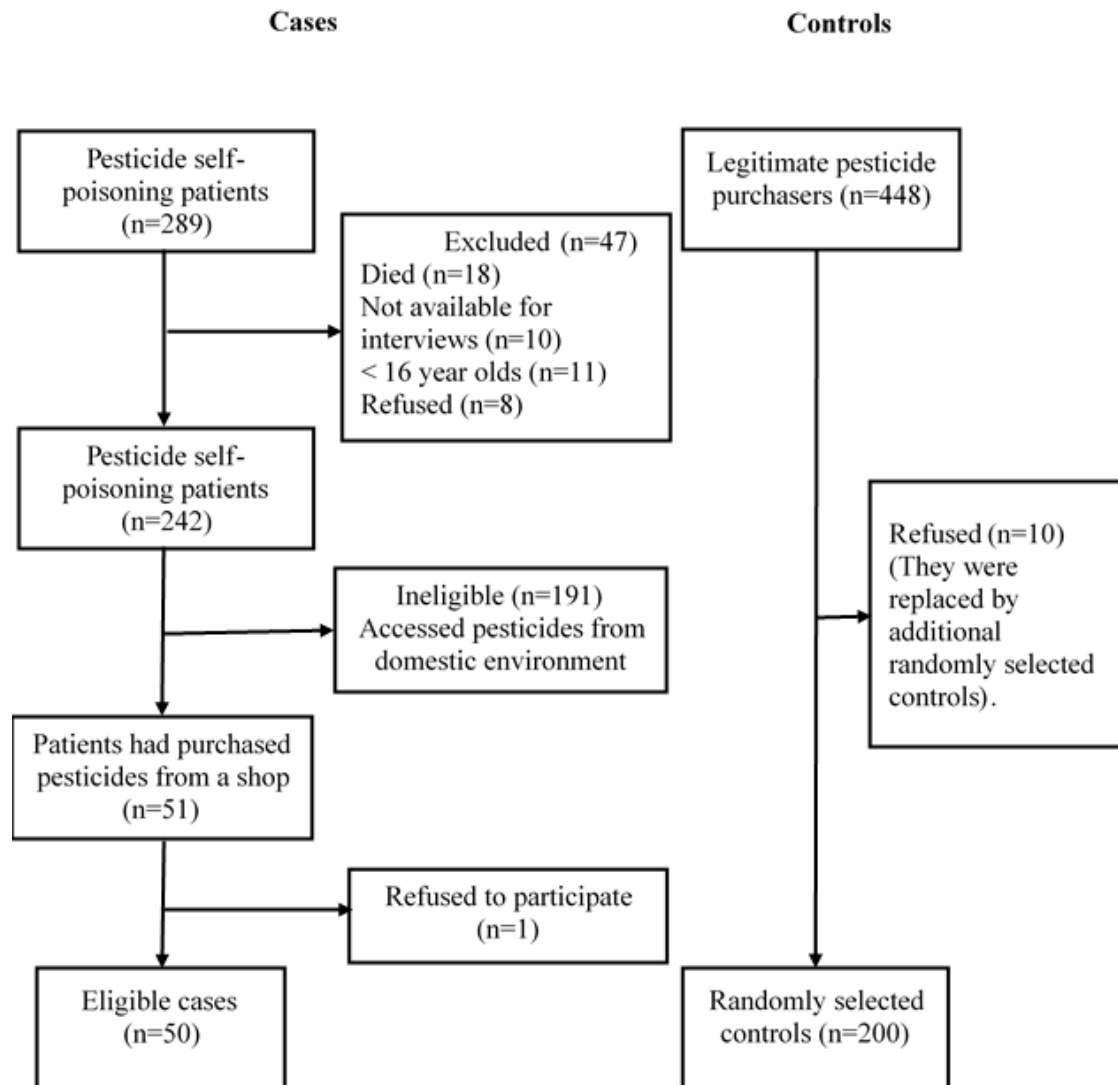 Cases
Controls
Pesticide self-
poisoning patients
(n=289)
Legitimate pesticide
purchasers (n=448)
Excluded (n=47)
Died (n=18)
Not available for
interviews (n=10)
< 16 year olds (n=11)
Refused (n=8)
Pesticide self-
poisoning patients
(n=242)
Refused (n=10)
(They were
replaced by
additional
randomly selected
controls).
Ineligible (n=191)
Accessed pesticides from
domestic environment
Patients had purchased
pesticides from a shop
(n=51)
Refused to participate
(n=1)
Eligible cases
(n=50)
Randomly selected
controls (n=200)